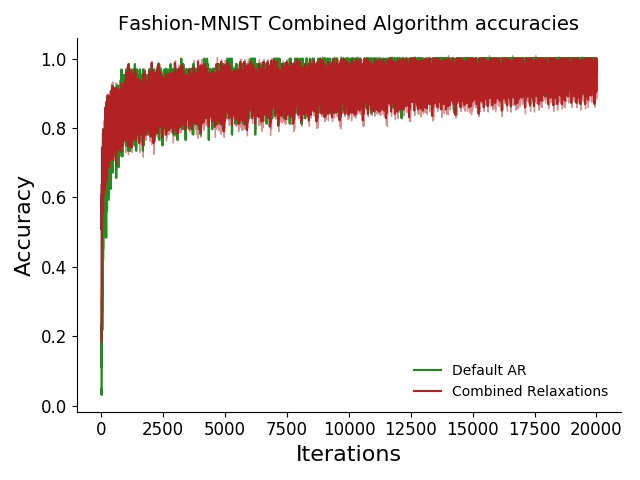 Fashion-MNIST Combined Algorithm accuracies
1.0
0.8
0.6
0.4
0.2
0.0
Accuracy
Default AR
Combined Relaxations
0 2500 5000 7500 10000 12500 15000 17500 20000
Iterations